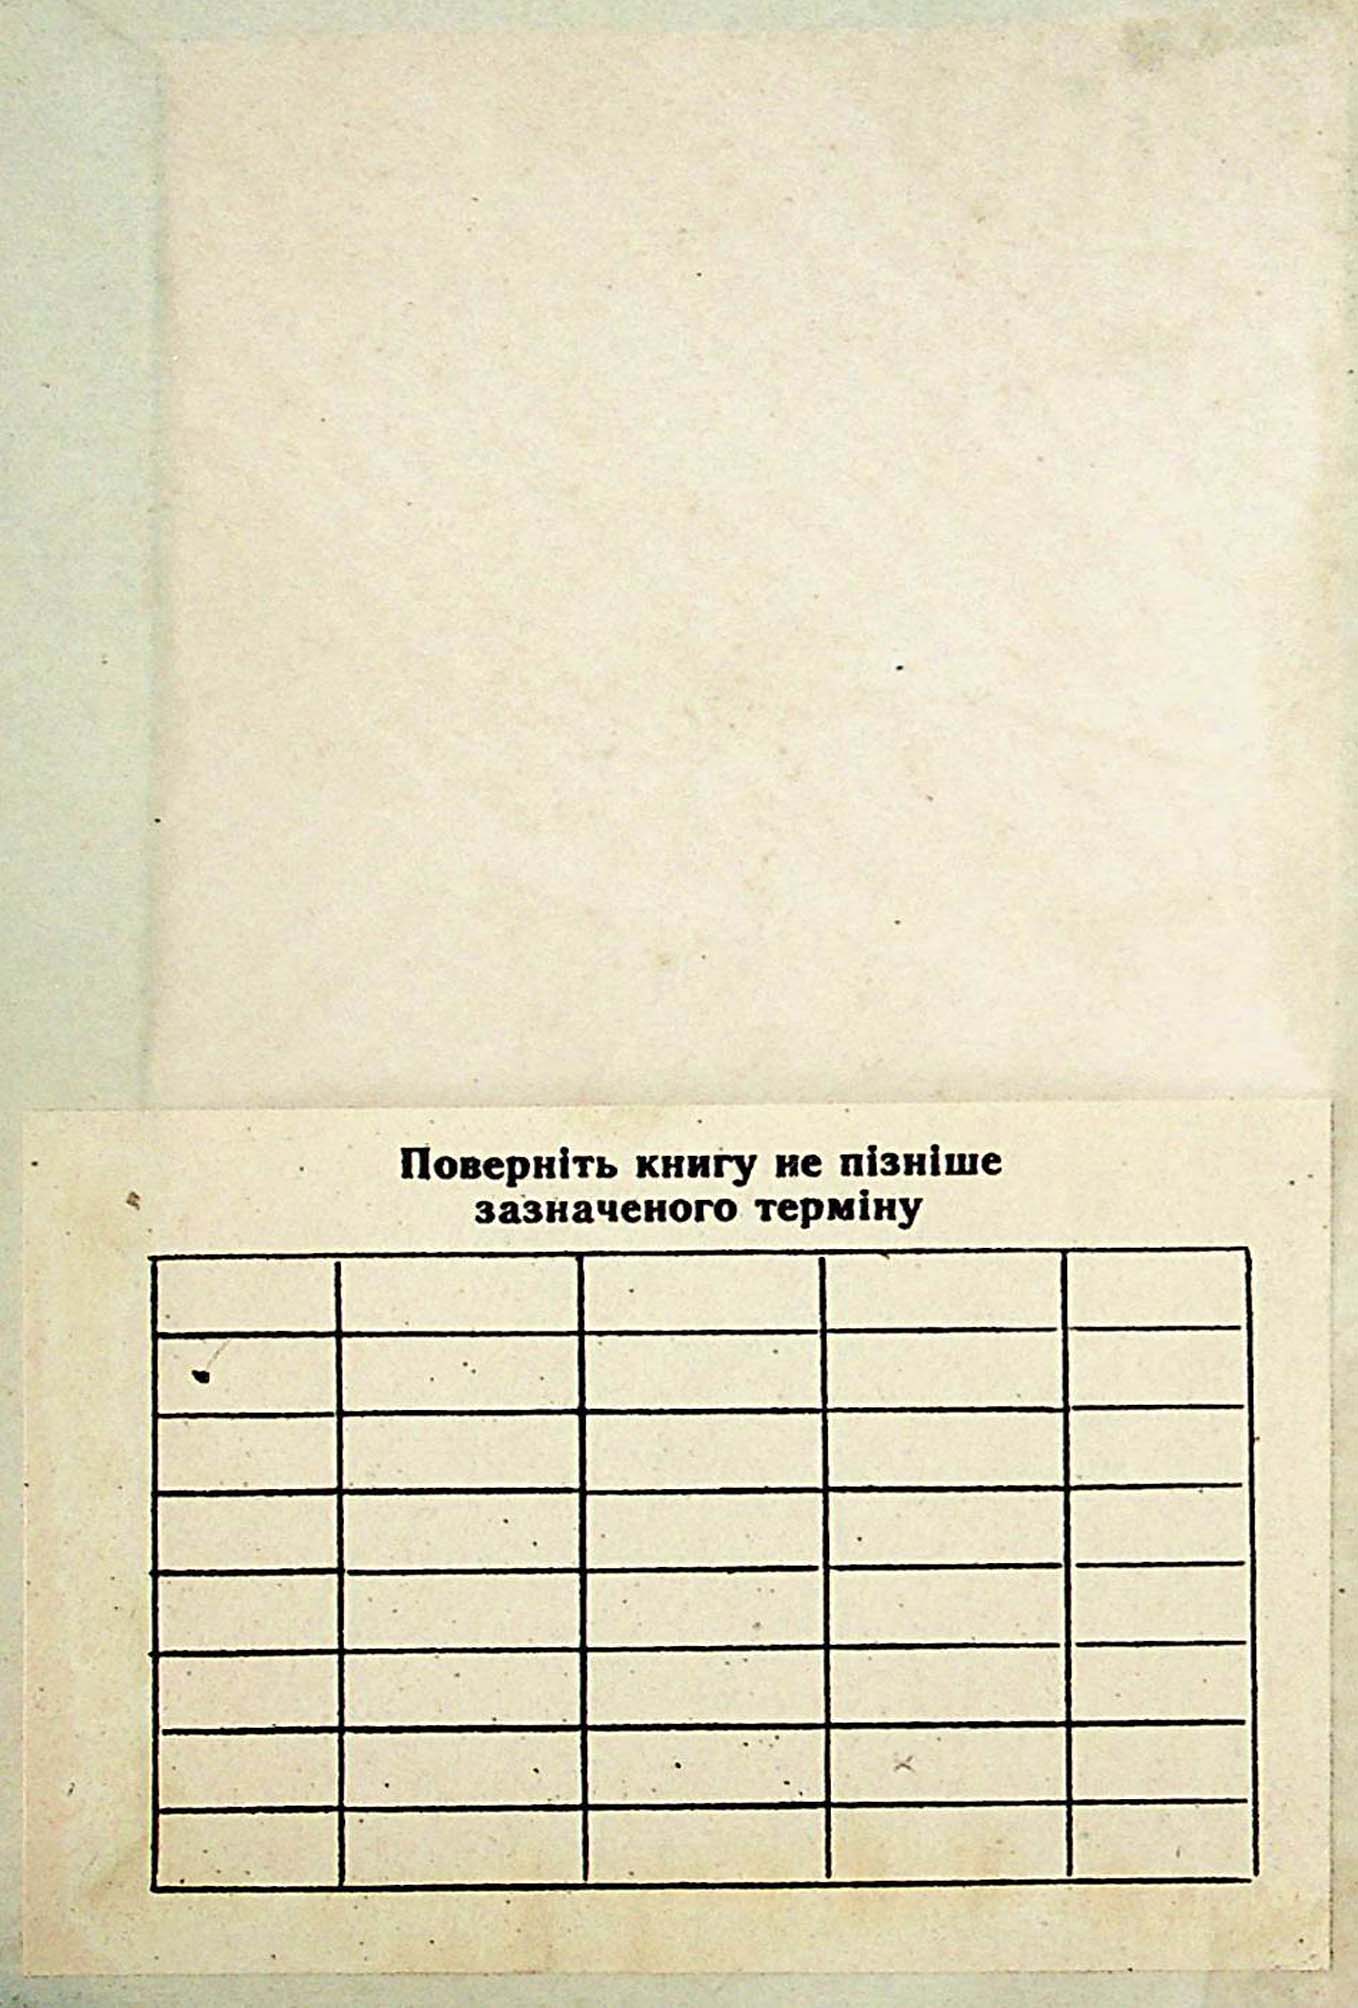 Поверніть книгу не пізніше
зазначеного терміну